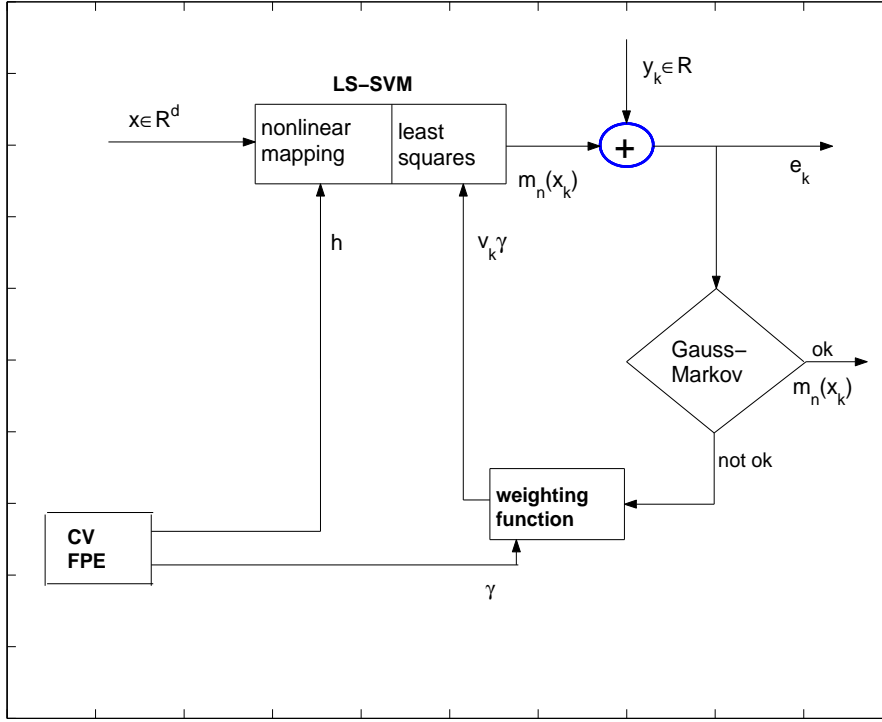 y_k∈R
LS−SVM
x∈R^d
nonlinear
mapping
least
squares
+
m_n(x_k)
e_k
h
v_kγ
Gauss−
Markov
ok
m_n(x_k)
not ok
weighting
function
CV
FPE
γ